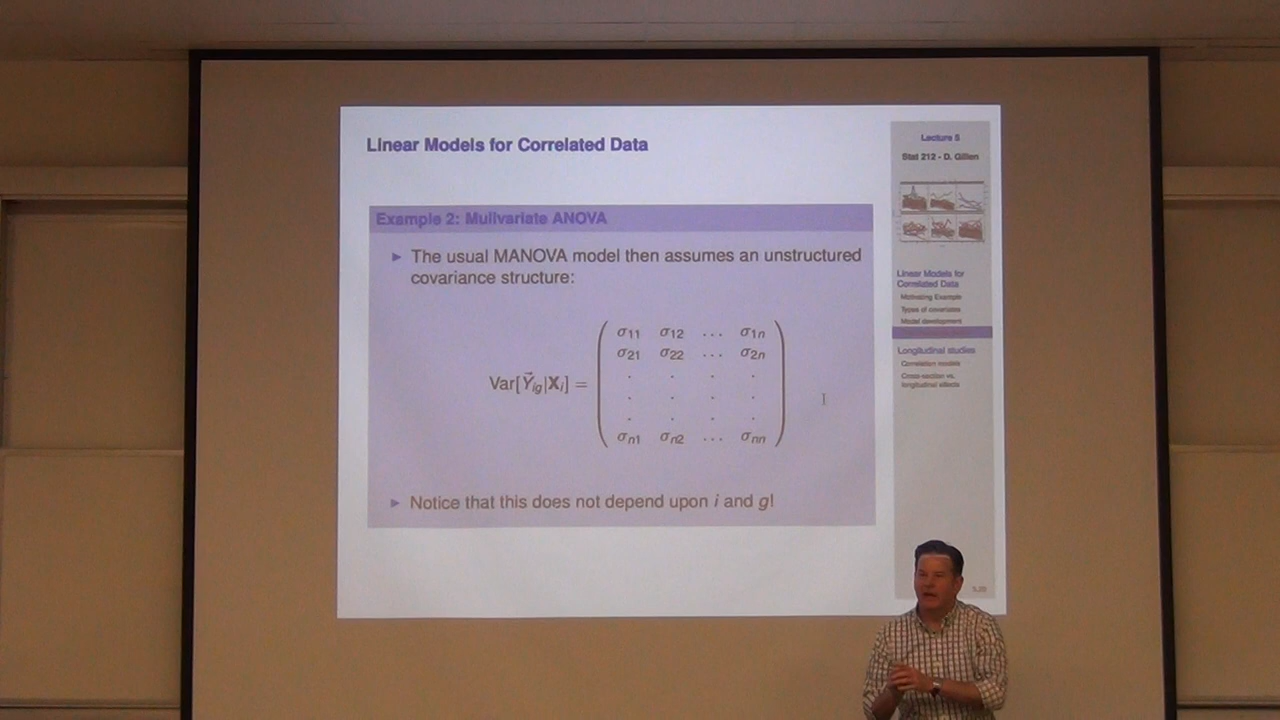 Linear Models for Correlated Data
Example 2: Mulivariate ANOVA
► The usual MANOVA model then assumes an unstructured
covariance structure:
Var[Y⃗ig|Xi] =
σ11 σ12 ... σ1n
σ21 σ22 ... σ2n
. . . .
. . . .
. . . .
σn1 σn2 ... σnn
► Notice that this does not depend upon i and g!
Lecture 5
Stat 212 - D. Gillen
Linear Models for
Correlated Data
Motivating Example
Types of covariates
Model development
Longitudinal studies
Correlation models
Cross-section vs.
longitudinal effects